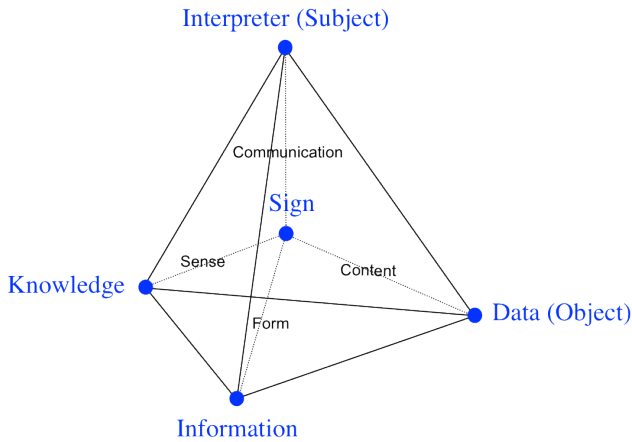 Interpreter (Subject)
Communication
Sign
Sense
Content
Knowledge
Data (Object)
Form
Information